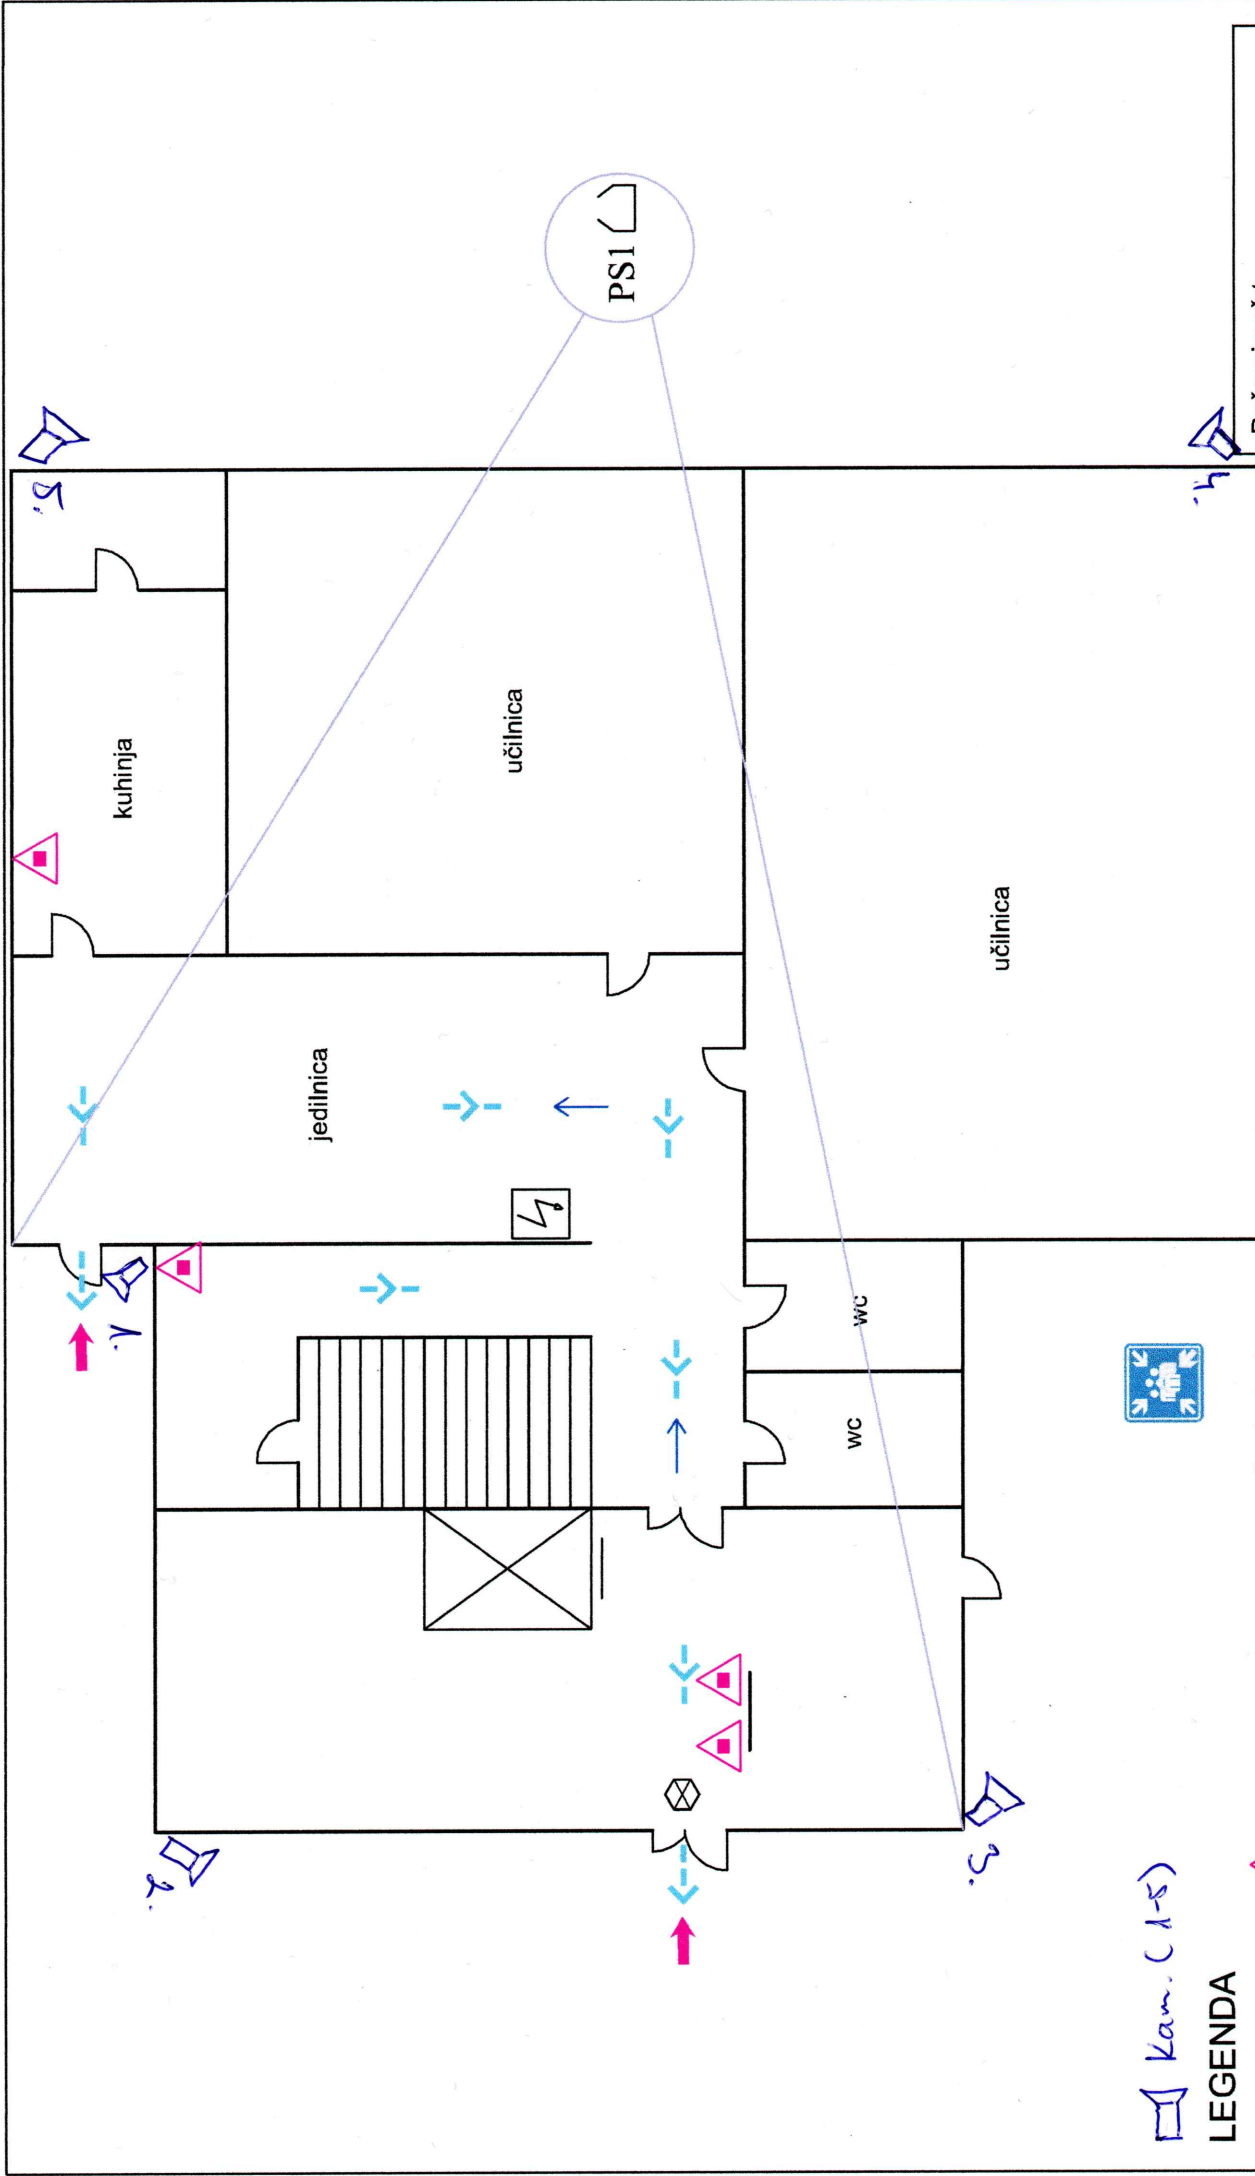 5.
kuhinja
učilnica
PS1
4.
jedilnica
učilnica
1.
wc
wc
2.
3.
Kam. (1-5)
LEGENDA